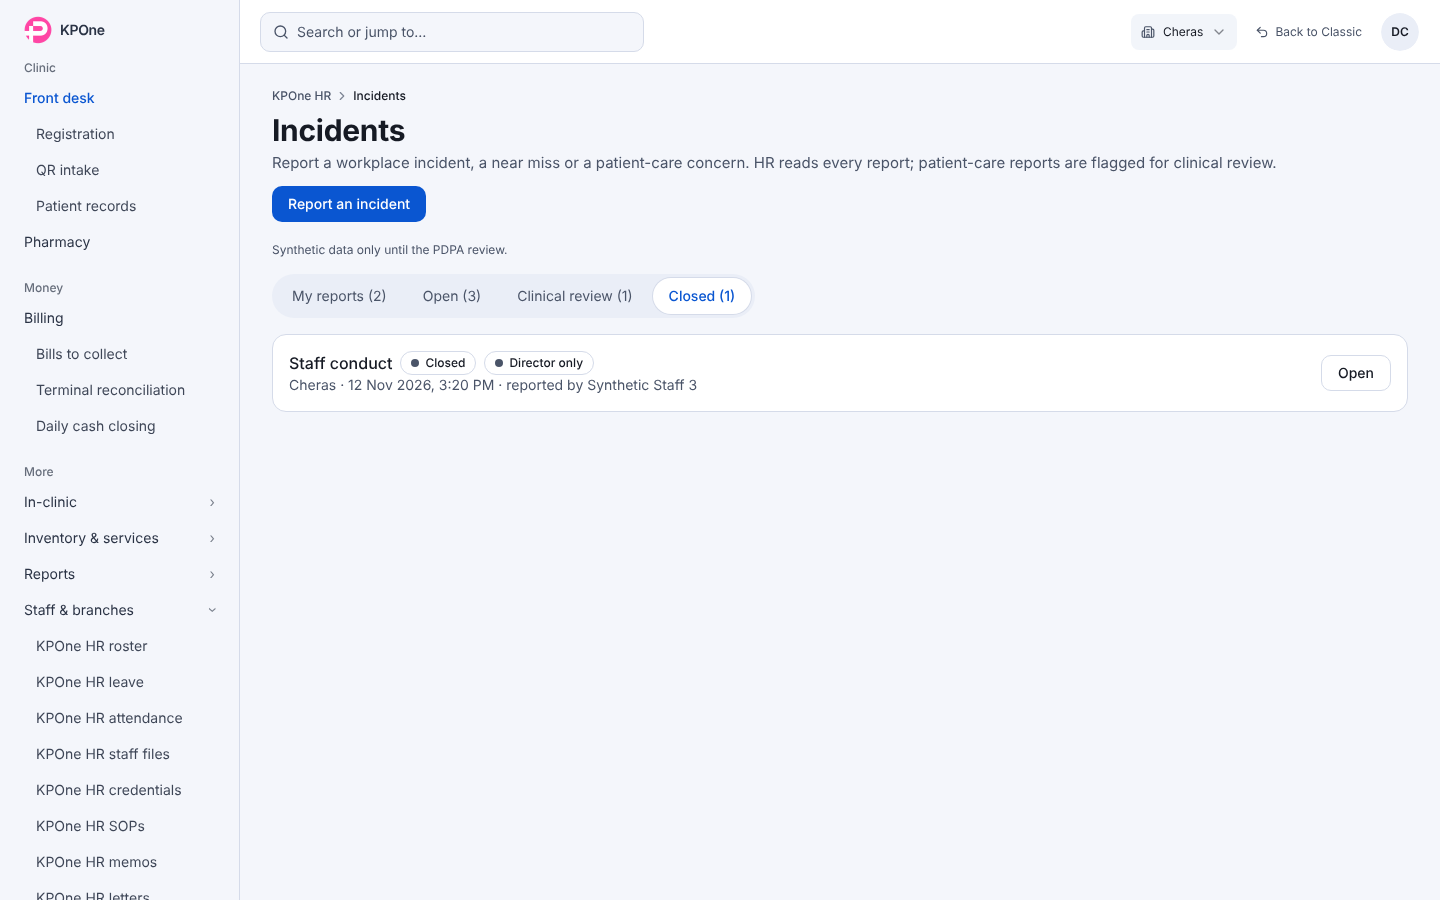 KPOne
Search or jump to...
Cheras
Back to Classic
DC
Clinic
Front desk
Registration
QR intake
Patient records
Pharmacy
Money
Billing
Bills to collect
Terminal reconciliation
Daily cash closing
More
In-clinic
Inventory & services
Reports
Staff & branches
KPOne HR roster
KPOne HR leave
KPOne HR attendance
KPOne HR staff files
KPOne HR credentials
KPOne HR SOPs
KPOne HR memos
KPOne HR letters
KPOne HR > Incidents
Incidents
Report a workplace incident, a near miss or a patient-care concern. HR reads every report; patient-care reports are flagged for clinical review.
Report an incident
Synthetic data only until the PDPA review.
My reports (2) Open (3) Clinical review (1) Closed (1)
Staff conduct Closed Director only
Cheras · 12 Nov 2026, 3:20 PM · reported by Synthetic Staff 3
Open